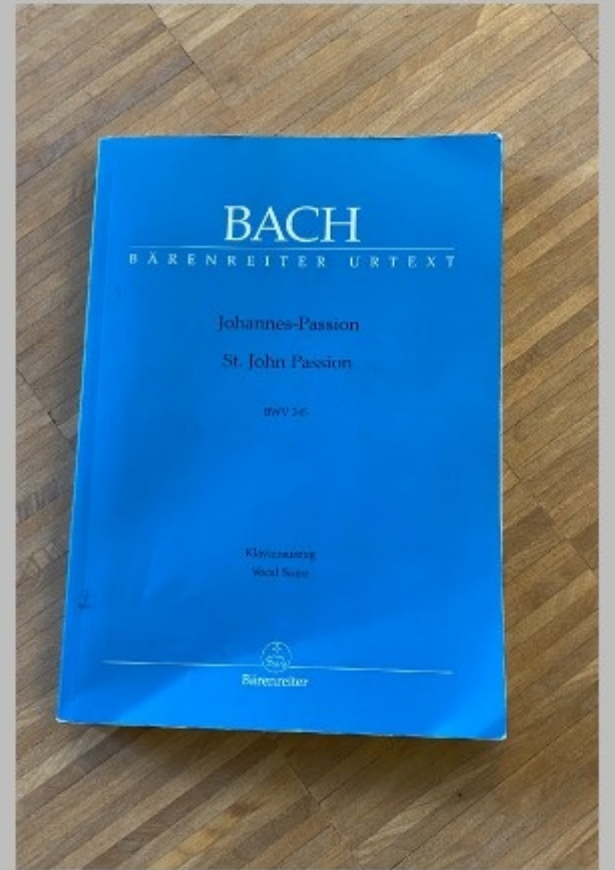 BACH
BÄRENREITER URTEXT
Johannes-Passion
St. John Passion
BWV 245
Klavierauszug
Vocal Score
Bärenreiter